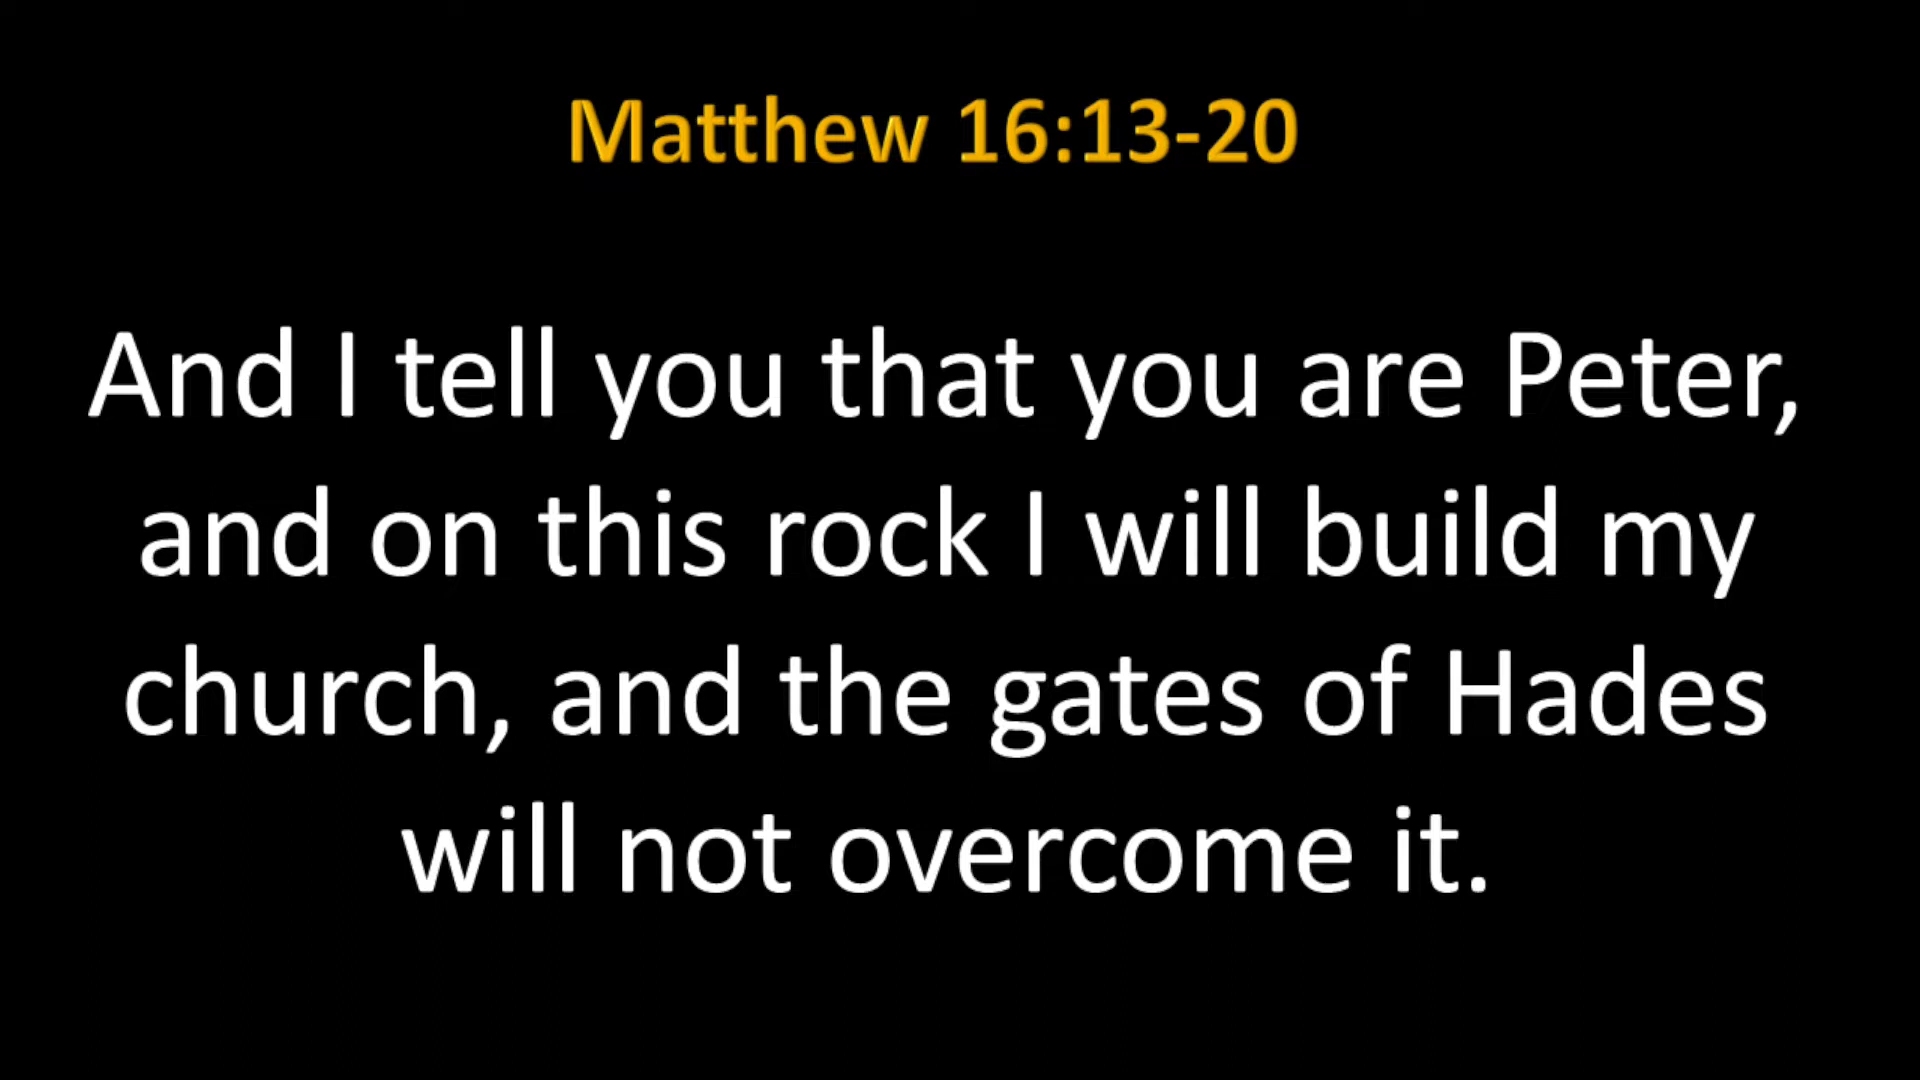 Matthew 16:13-20
And I tell you that you are Peter,
and on this rock I will build my
church, and the gates of Hades
will not overcome it.